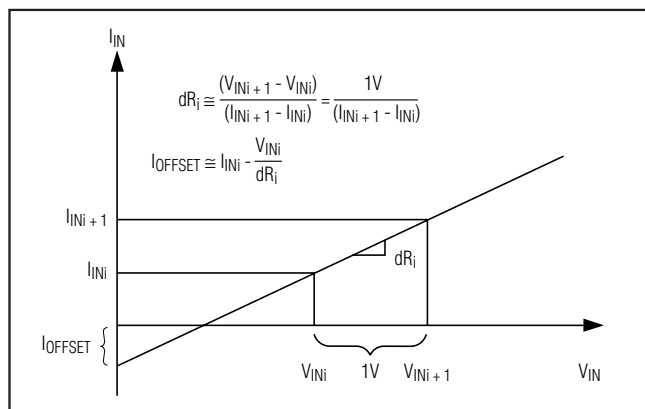 I_IN
dR_i ≅ (V_INi + 1 - V_INi) / (I_INi + 1 - I_INi) = 1V / (I_INi + 1 - I_INi)
I_OFFSET ≅ I_INi - V_INi / dR_i
I_INi + 1
I_INi
dR_i
I_OFFSET
V_INi 1V V_INi + 1 V_IN